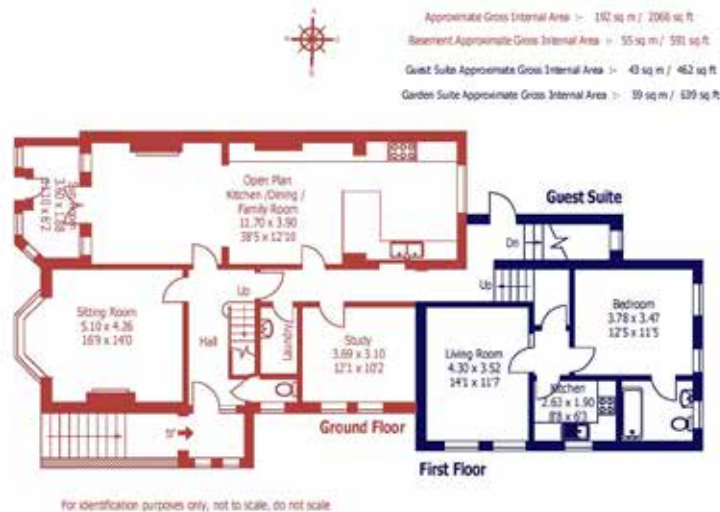 N
Approximate Gross Internal Area :- 192 sq m / 2066 sq ft
Basement Approximate Gross Internal Area :- 55 sq m / 591 sq ft
Guest Suite Approximate Gross Internal Area :- 43 sq m / 462 sq ft
Garden Suite Approximate Gross Internal Area :- 59 sq m / 639 sq ft
Open Plan
Kitchen /Dining /
Family Room
11.70 x 3.90
38'5 x 12'10
Guest Suite
Dn
Up
Sitting Room
5.10 x 4.26
16'9 x 14'0
Hall
Up
Laundry
Study
3.69 x 3.10
12'1 x 10'2
Living Room
4.30 x 3.52
14'1 x 11'7
Bedroom
3.78 x 3.47
12'5 x 11'5
Kitchen
2.63 x 1.90
8'8 x 6'3
IN
Ground Floor
First Floor
For identification purposes only, not to scale, do not scale